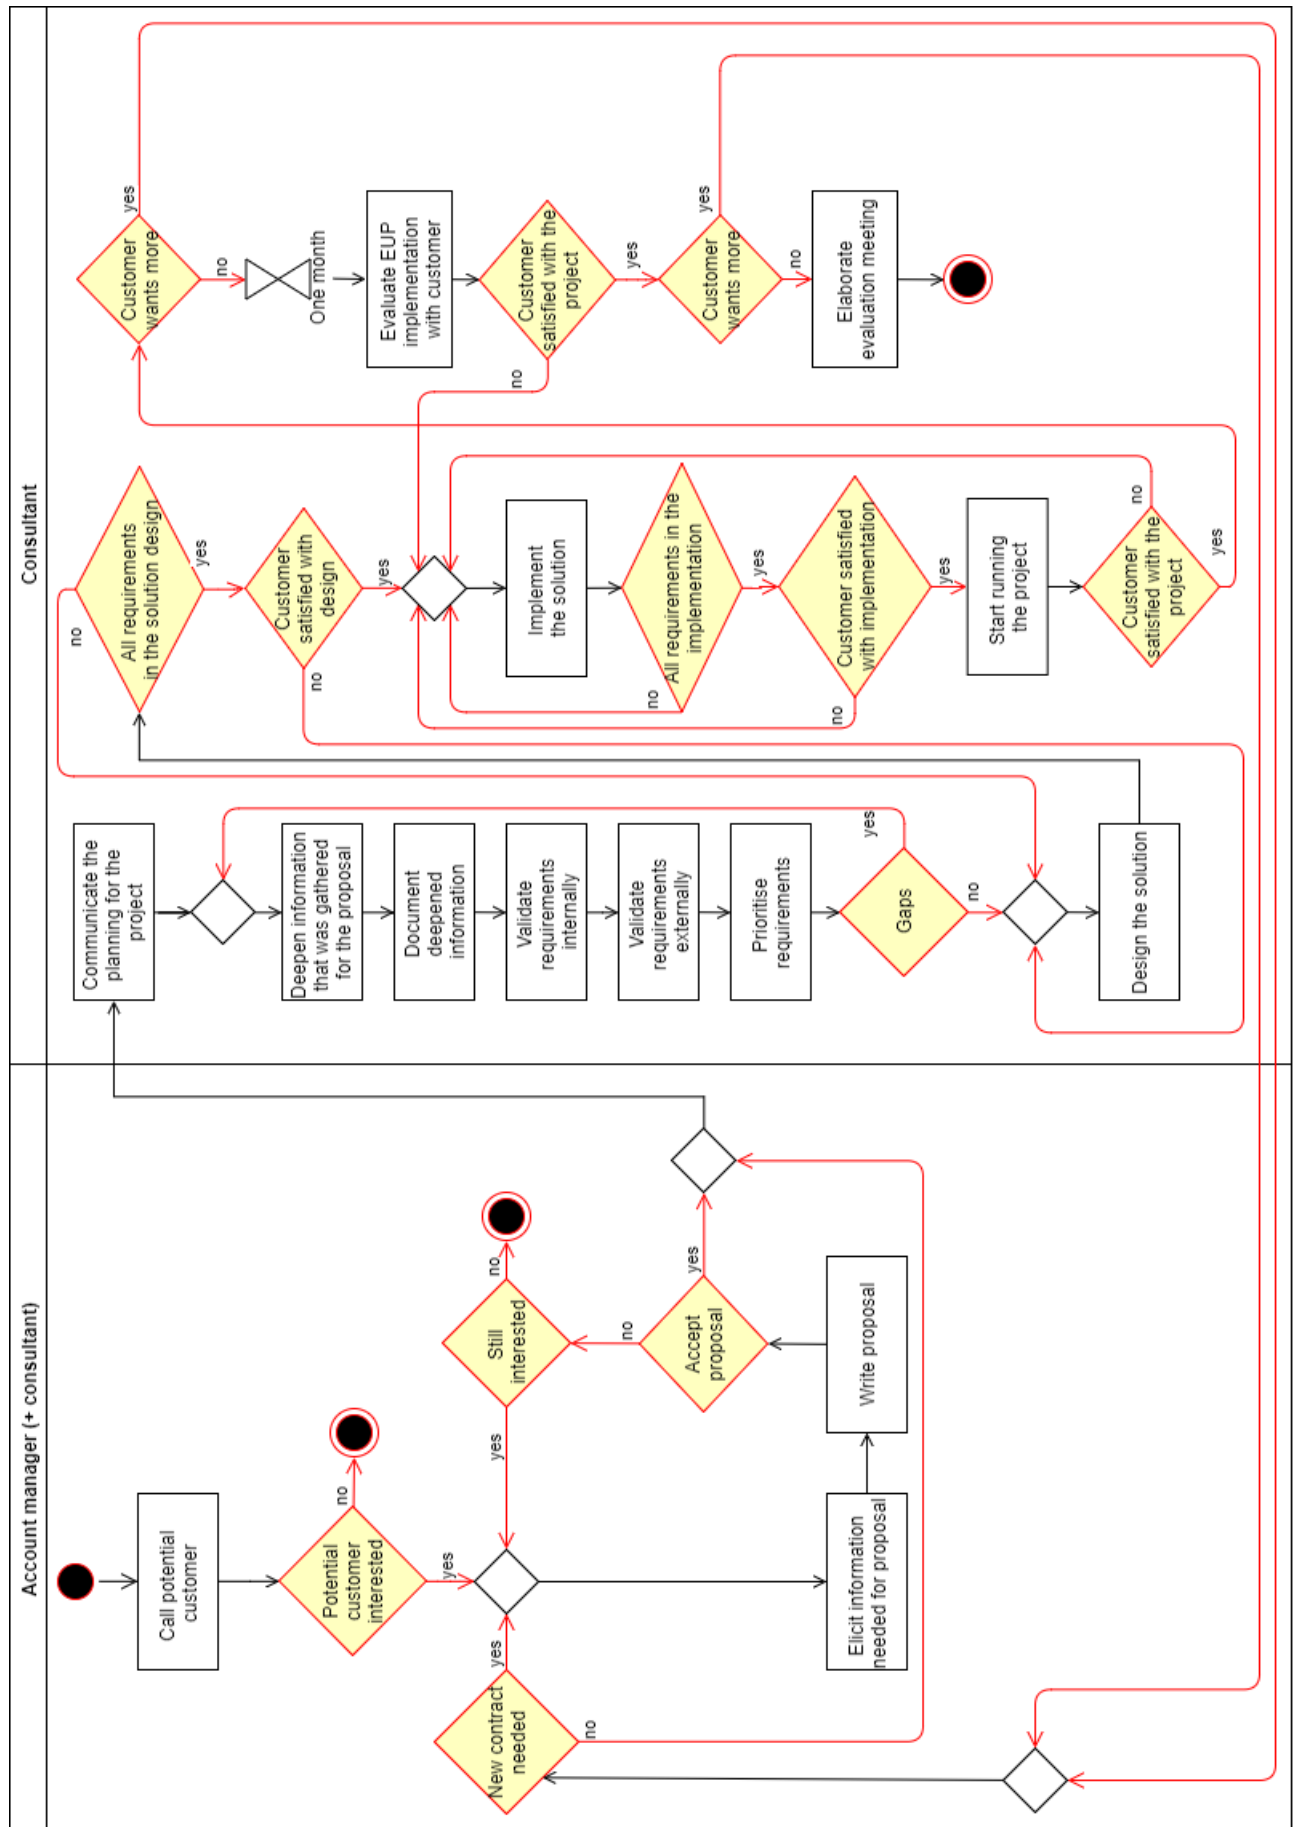 Account manager (+ consultant)
Call potential
customer
Potential
customer
interested
no
yes
New contract
needed
yes
no
Still
interested
no
yes
Elicit information
needed for proposal
Write proposal
Accept
proposal
no
yes
Consultant
Communicate the
planning for the
project
Deepen information
that was gathered
for the proposal
Document
deepened
information
Validate
requirements
internally
Validate
requirements
externally
Prioritise
requirements
Gaps
yes
no
Design the solution
All requirements
in the solution design
no
yes
Customer
satisfied with
design
no
yes
Implement
the solution
All requirements in the
implementation
no
yes
Customer satisfied
with implementation
no
yes
Start running
the project
Customer
satisfied with the
project
no
yes
Customer
wants more
yes
no
One month
Evaluate EUP
implementation
with customer
Customer
satisfied with the
project
no
yes
Customer
wants more
yes
no
Elaborate
evaluation meeting